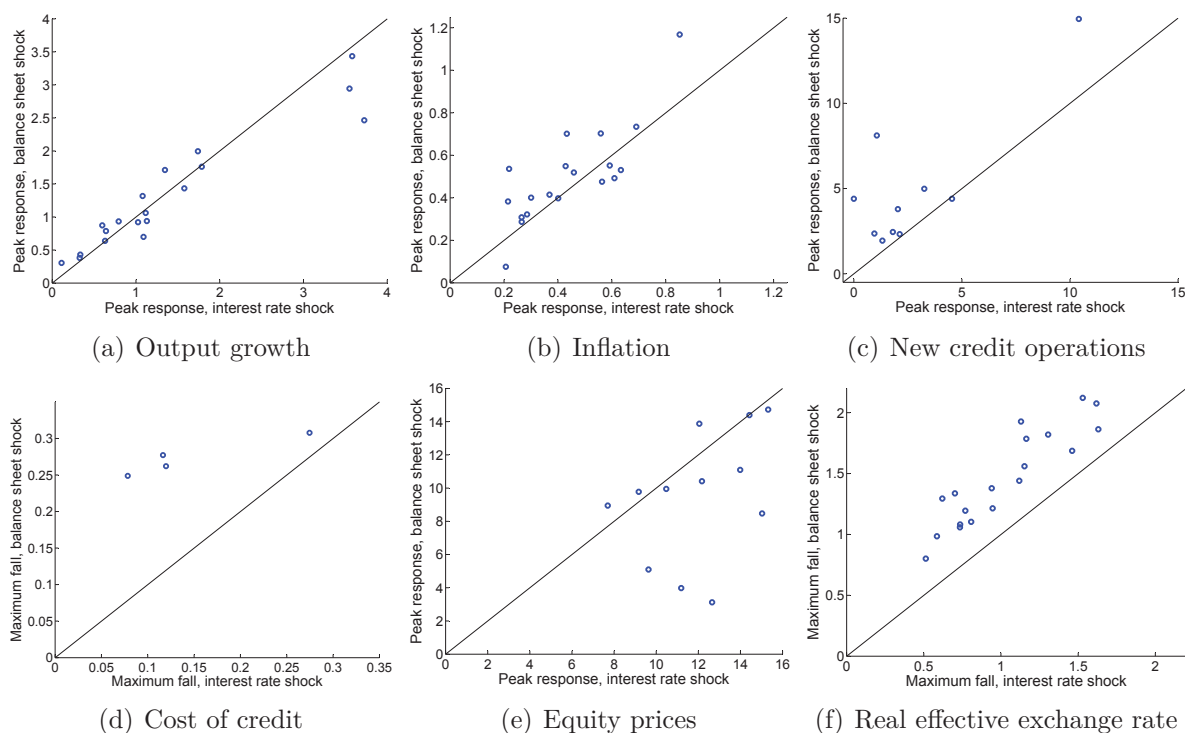 4
3.5
3
2.5
2
1.5
1
0.5
0
0 1 2 3 4
Peak response, balance sheet shock
Peak response, interest rate shock
(a) Output growth
1.2
1
0.8
0.6
0.4
0.2
0
0 0.2 0.4 0.6 0.8 1 1.2
Peak response, balance sheet shock
Peak response, interest rate shock
(b) Inflation
15
10
5
0
0 5 10 15
Peak response, balance sheet shock
Peak response, interest rate shock
(c) New credit operations
0.3
0.25
0.2
0.15
0.1
0.05
0
0 0.05 0.1 0.15 0.2 0.25 0.3 0.35
Maximum fall, balance sheet shock
Maximum fall, interest rate shock
(d) Cost of credit
16
14
12
10
8
6
4
2
0
0 2 4 6 8 10 12 14 16
Peak response, balance sheet shock
Peak response, interest rate shock
(e) Equity prices
2
1.5
1
0.5
0
0 0.5 1 1.5 2
Maximum fall, balance sheet shock
Maximum fall, interest rate shock
(f) Real effective exchange rate